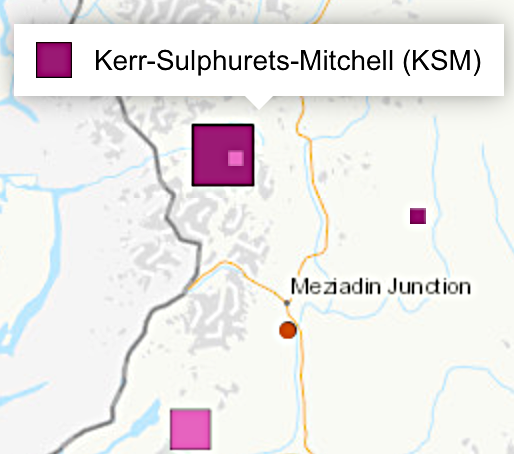 Kerr-Sulphurets-Mitchell (KSM)
Meziadin Junction